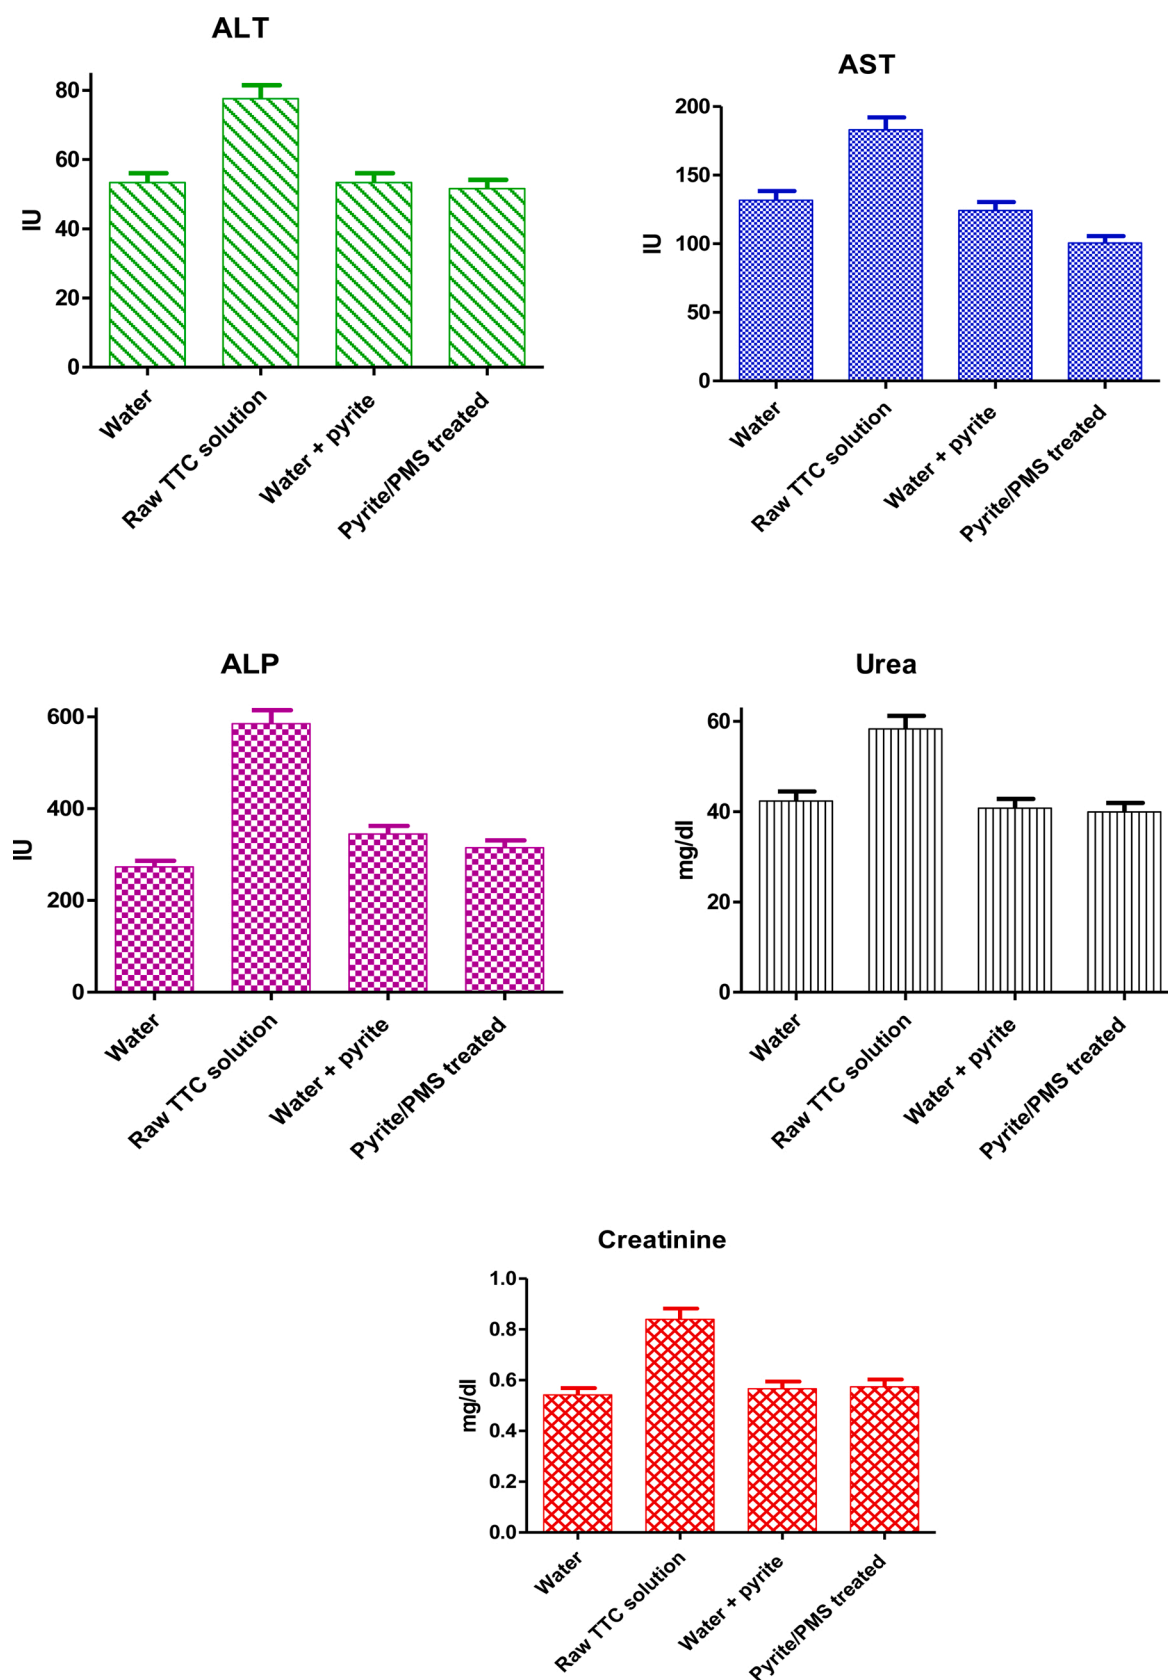 ALT
80
60
40
20
0
IU
Water
Raw TTC solution
Water + pyrite
Pyrite/PMS treated
AST
200
150
100
50
0
IU
Water
Raw TTC solution
Water + pyrite
Pyrite/PMS treated
ALP
600
400
200
0
IU
Water
Raw TTC solution
Water + pyrite
Pyrite/PMS treated
Urea
60
40
20
0
mg/dl
Water
Raw TTC solution
Water + pyrite
Pyrite/PMS treated
Creatinine
1.0
0.8
0.6
0.4
0.2
0.0
mg/dl
Water
Raw TTC solution
Water + pyrite
Pyrite/PMS treated